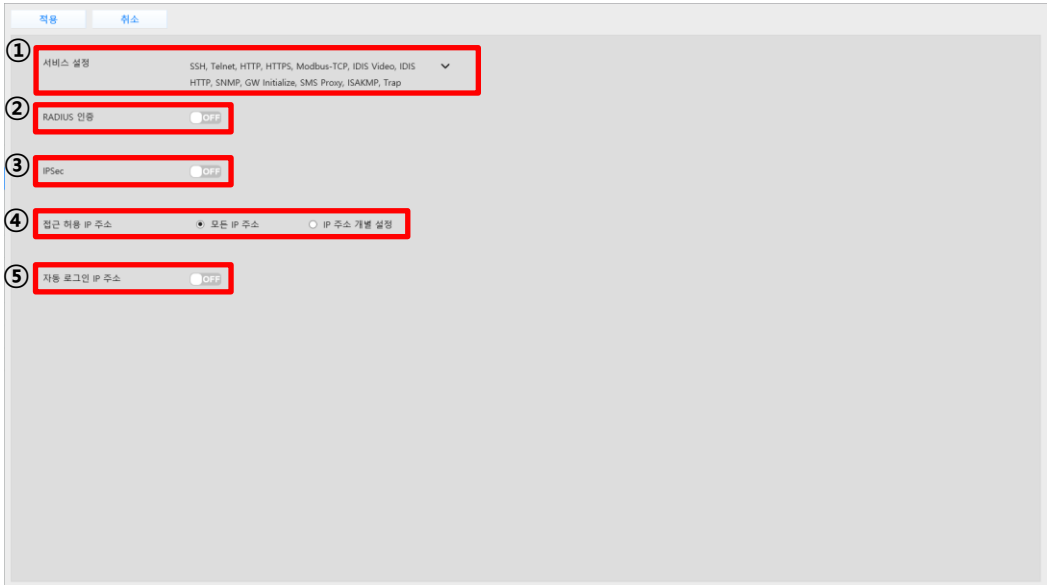 적용 취소
① 서비스 설정 SSH, Telnet, HTTP, HTTPS, Modbus-TCP, IDIS Video, IDIS
HTTP, SNMP, GW Initialize, SMS Proxy, ISAKMP, Trap
② RADIUS 인증 OFF
③ IPSec OFF
④ 접근 허용 IP 주소 모든 IP 주소 IP 주소 개별 설정
⑤ 자동 로그인 IP 주소 OFF